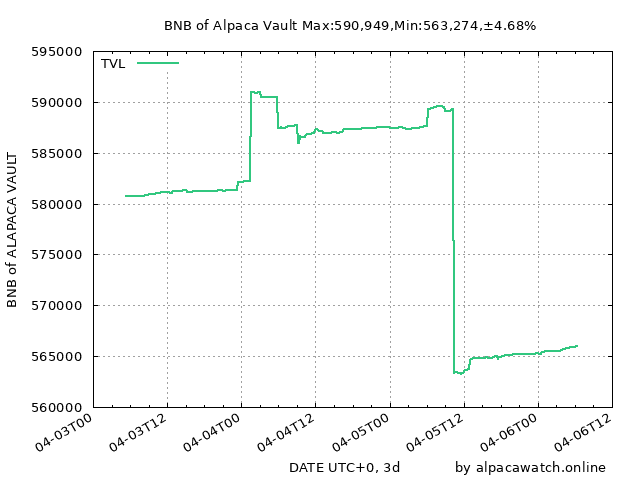 BNB of Alpaca Vault Max:590,949,Min:563,274,±4.68%
TVL
BNB of ALAPACA VAULT
595000
590000
585000
580000
575000
570000
565000
560000
04-03T00
04-03T12
04-04T00
04-04T12
04-05T00
04-05T12
04-06T00
04-06T12
DATE UTC+0, 3d
by alpacawatch.online